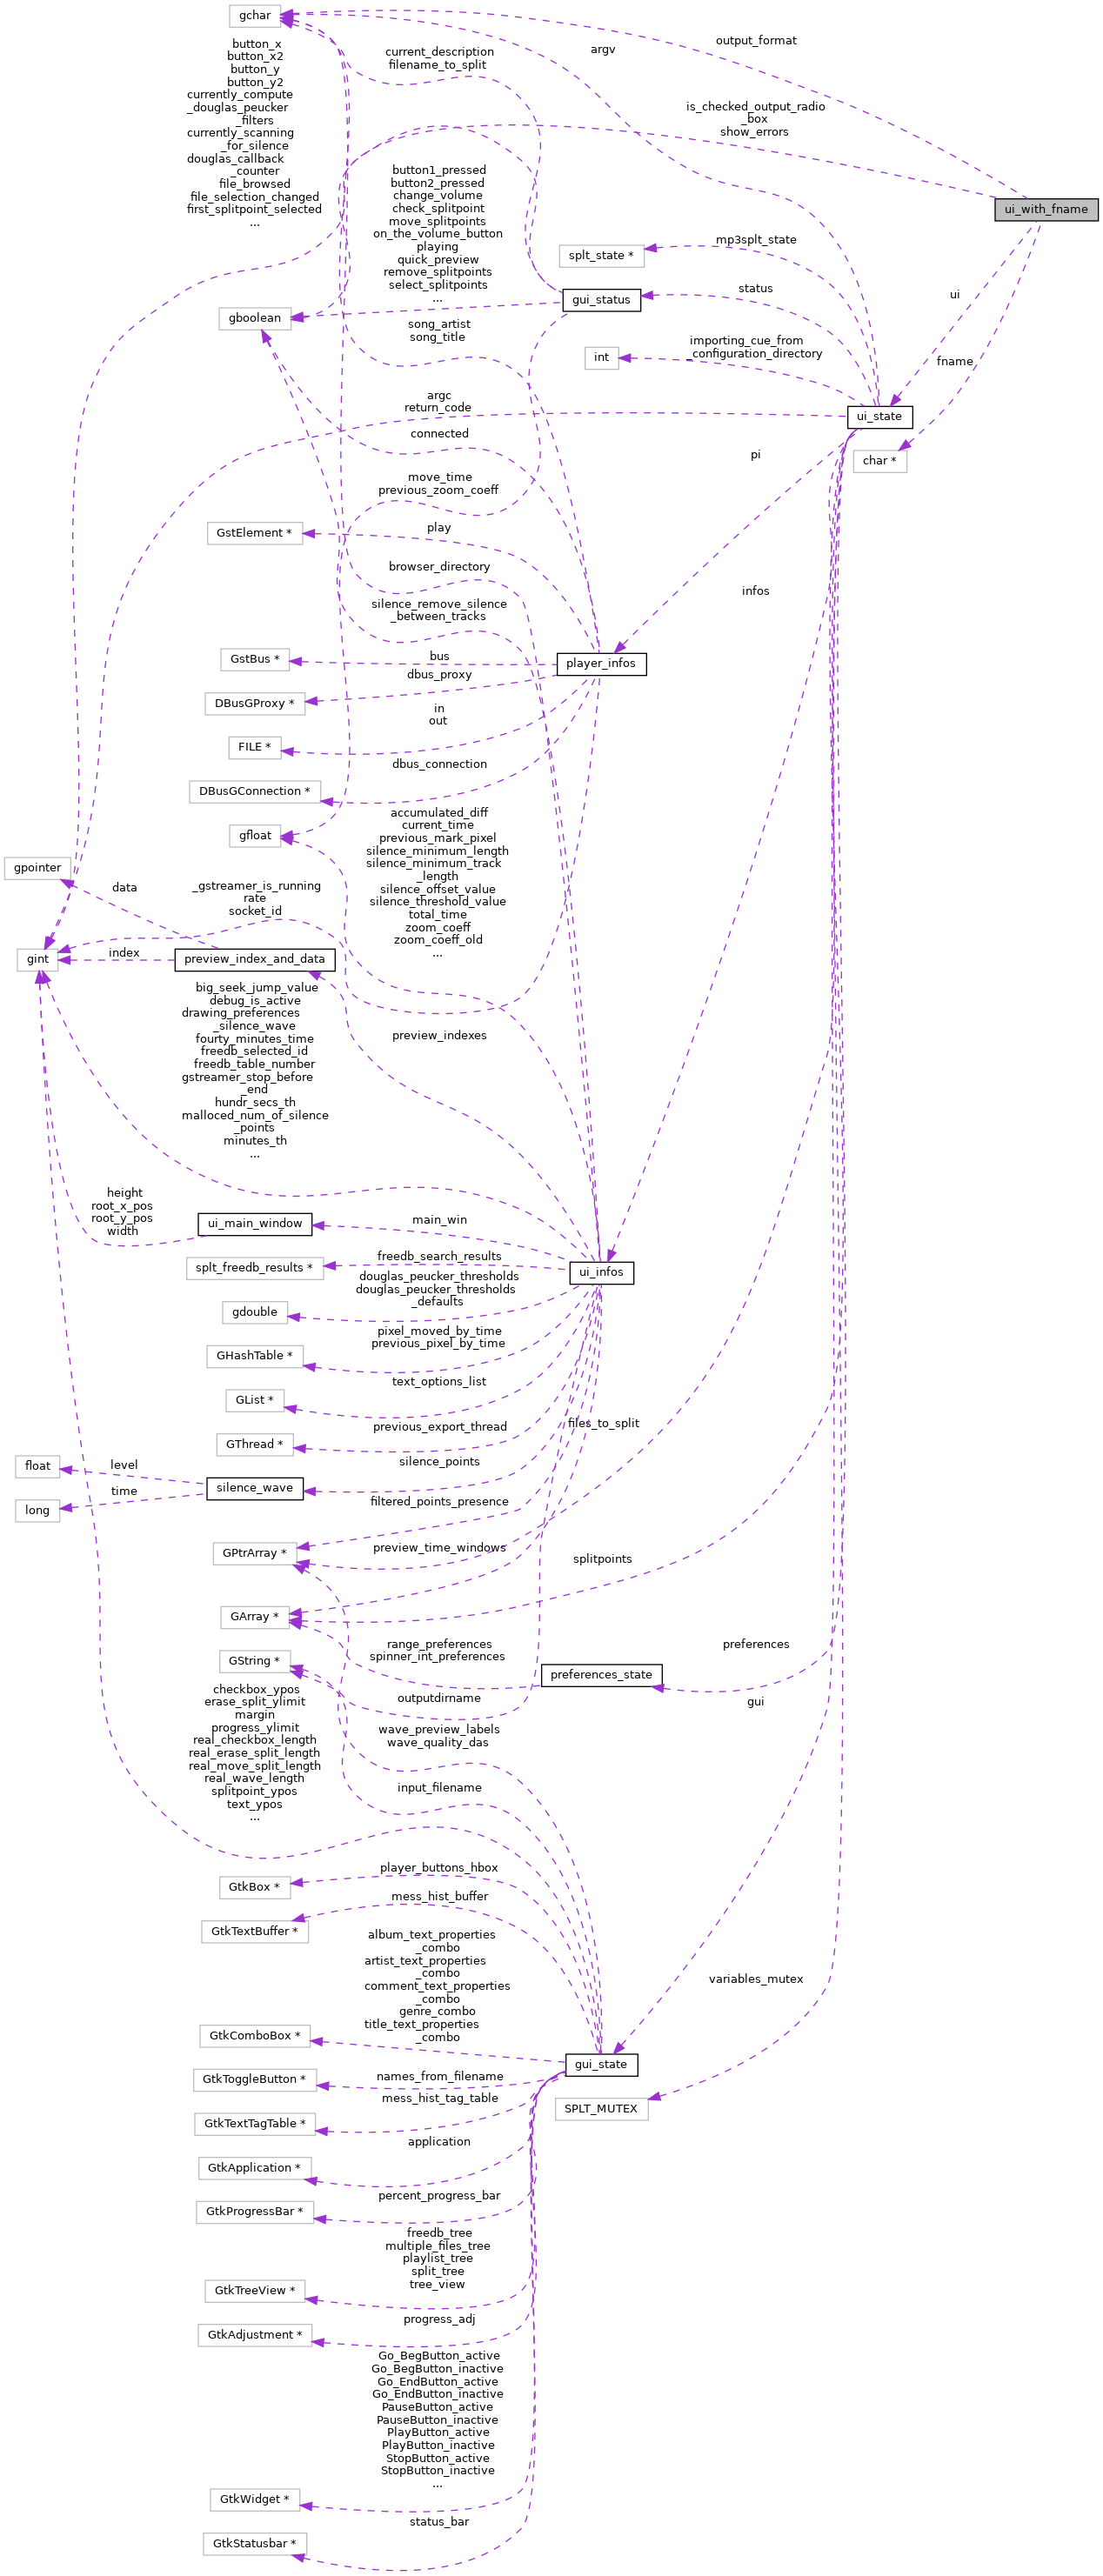 gchar
output_format
argv
button_x
button_x2
button_y
button_y2
currently_compute
_douglas_peucker
_filters
currently_scanning
_for_silence
douglas_callback
_counter
file_browsed
file_selection_changed
first_splitpoint_selected
...
current_description
filename_to_split
is_checked_output_radio
_box
show_errors
ui_with_fname
button1_pressed
button2_pressed
change_volume
check_splitpoint
move_splitpoints
on_the_volume_button
playing
quick_preview
remove_splitpoints
select_splitpoints
...
mp3splt_state
splt_state *
status
gui_status
ui
gboolean
song_artist
song_title
int
importing_cue_from
_configuration_directory
fname
argc
return_code
ui_state
connected
pi
char *
move_time
previous_zoom_coeff
GstElement *
play
browser_directory
infos
silence_remove_silence
_between_tracks
GstBus *
bus
player_infos
dbus_proxy
DBusGProxy *
in
out
FILE *
dbus_connection
DBusGConnection *
gfloat
accumulated_diff
current_time
previous_mark_pixel
silence_minimum_length
silence_minimum_track
_length
silence_offset_value
silence_threshold_value
total_time
zoom_coeff
zoom_coeff_old
...
gpointer
data
_gstreamer_is_running
rate
socket_id
gint
index
preview_index_and_data
big_seek_jump_value
debug_is_active
drawing_preferences
_silence_wave
fourty_minutes_time
freedb_selected_id
freedb_table_number
gstreamer_stop_before
_end
hundr_secs_th
malloced_num_of_silence
_points
minutes_th
...
preview_indexes
height
root_x_pos
root_y_pos
width
ui_main_window
main_win
splt_freedb_results *
freedb_search_results
ui_infos
douglas_peucker_thresholds
douglas_peucker_thresholds
_defaults
gdouble
pixel_moved_by_time
previous_pixel_by_time
GHashTable *
text_options_list
GList *
previous_export_thread
files_to_split
GThread *
float
level
silence_points
silence_wave
long
time
filtered_points_presence
GPtrArray *
preview_time_windows
splitpoints
GArray *
range_preferences
spinner_int_preferences
preferences
GString *
preferences_state
outputdirname
gui
checkbox_ypos
erase_split_ylimit
margin
progress_ylimit
real_checkbox_length
real_erase_split_length
real_move_split_length
real_wave_length
splitpoint_ypos
text_ypos
...
wave_preview_labels
wave_quality_das
input_filename
player_buttons_hbox
GtkBox *
mess_hist_buffer
GtkTextBuffer *
album_text_properties
_combo
artist_text_properties
_combo
comment_text_properties
_combo
genre_combo
title_text_properties
_combo
variables_mutex
GtkComboBox *
gui_state
GtkToggleButton *
names_from_filename
mess_hist_tag_table
SPLT_MUTEX
GtkTextTagTable *
application
GtkApplication *
percent_progress_bar
GtkProgressBar *
freedb_tree
multiple_files_tree
playlist_tree
split_tree
tree_view
GtkTreeView *
progress_adj
GtkAdjustment *
Go_BegButton_active
Go_BegButton_inactive
Go_EndButton_active
Go_EndButton_inactive
PauseButton_active
PauseButton_inactive
PlayButton_active
PlayButton_inactive
StopButton_active
StopButton_inactive
...
GtkWidget *
status_bar
GtkStatusbar *